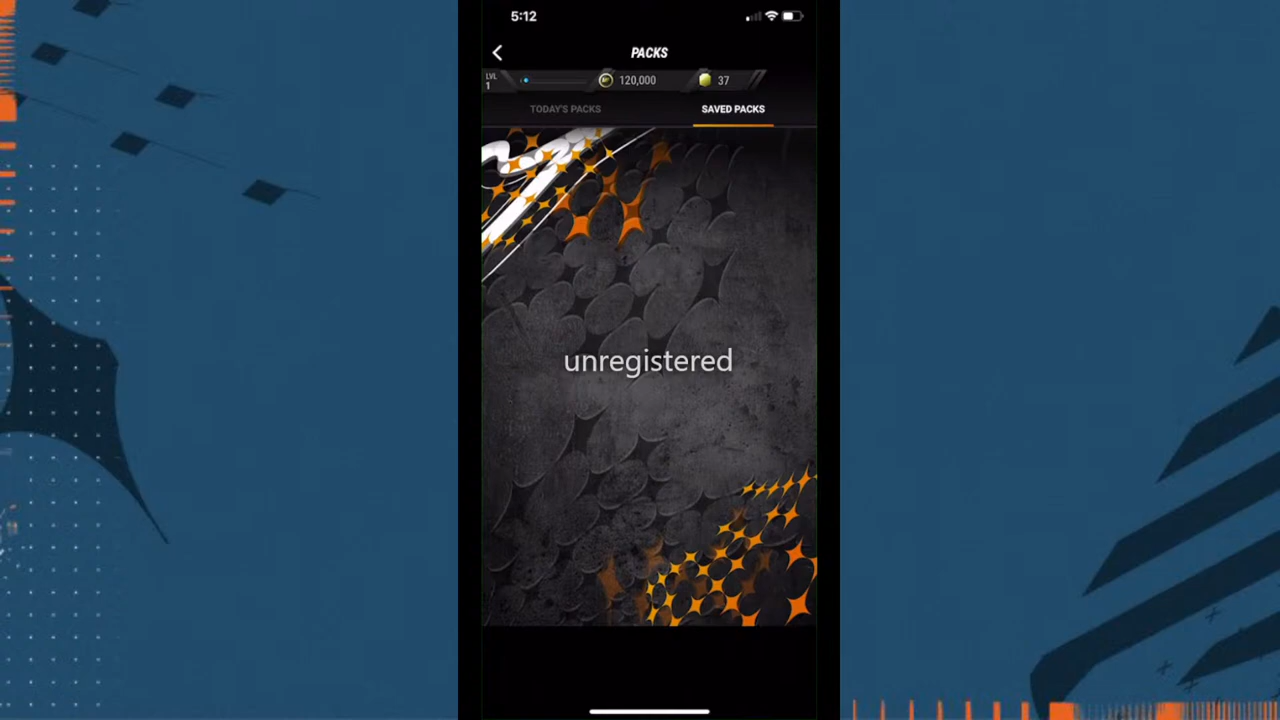 5:12
PACKS
LVL
1
120,000
37
TODAY'S PACKS
SAVED PACKS
unregistered